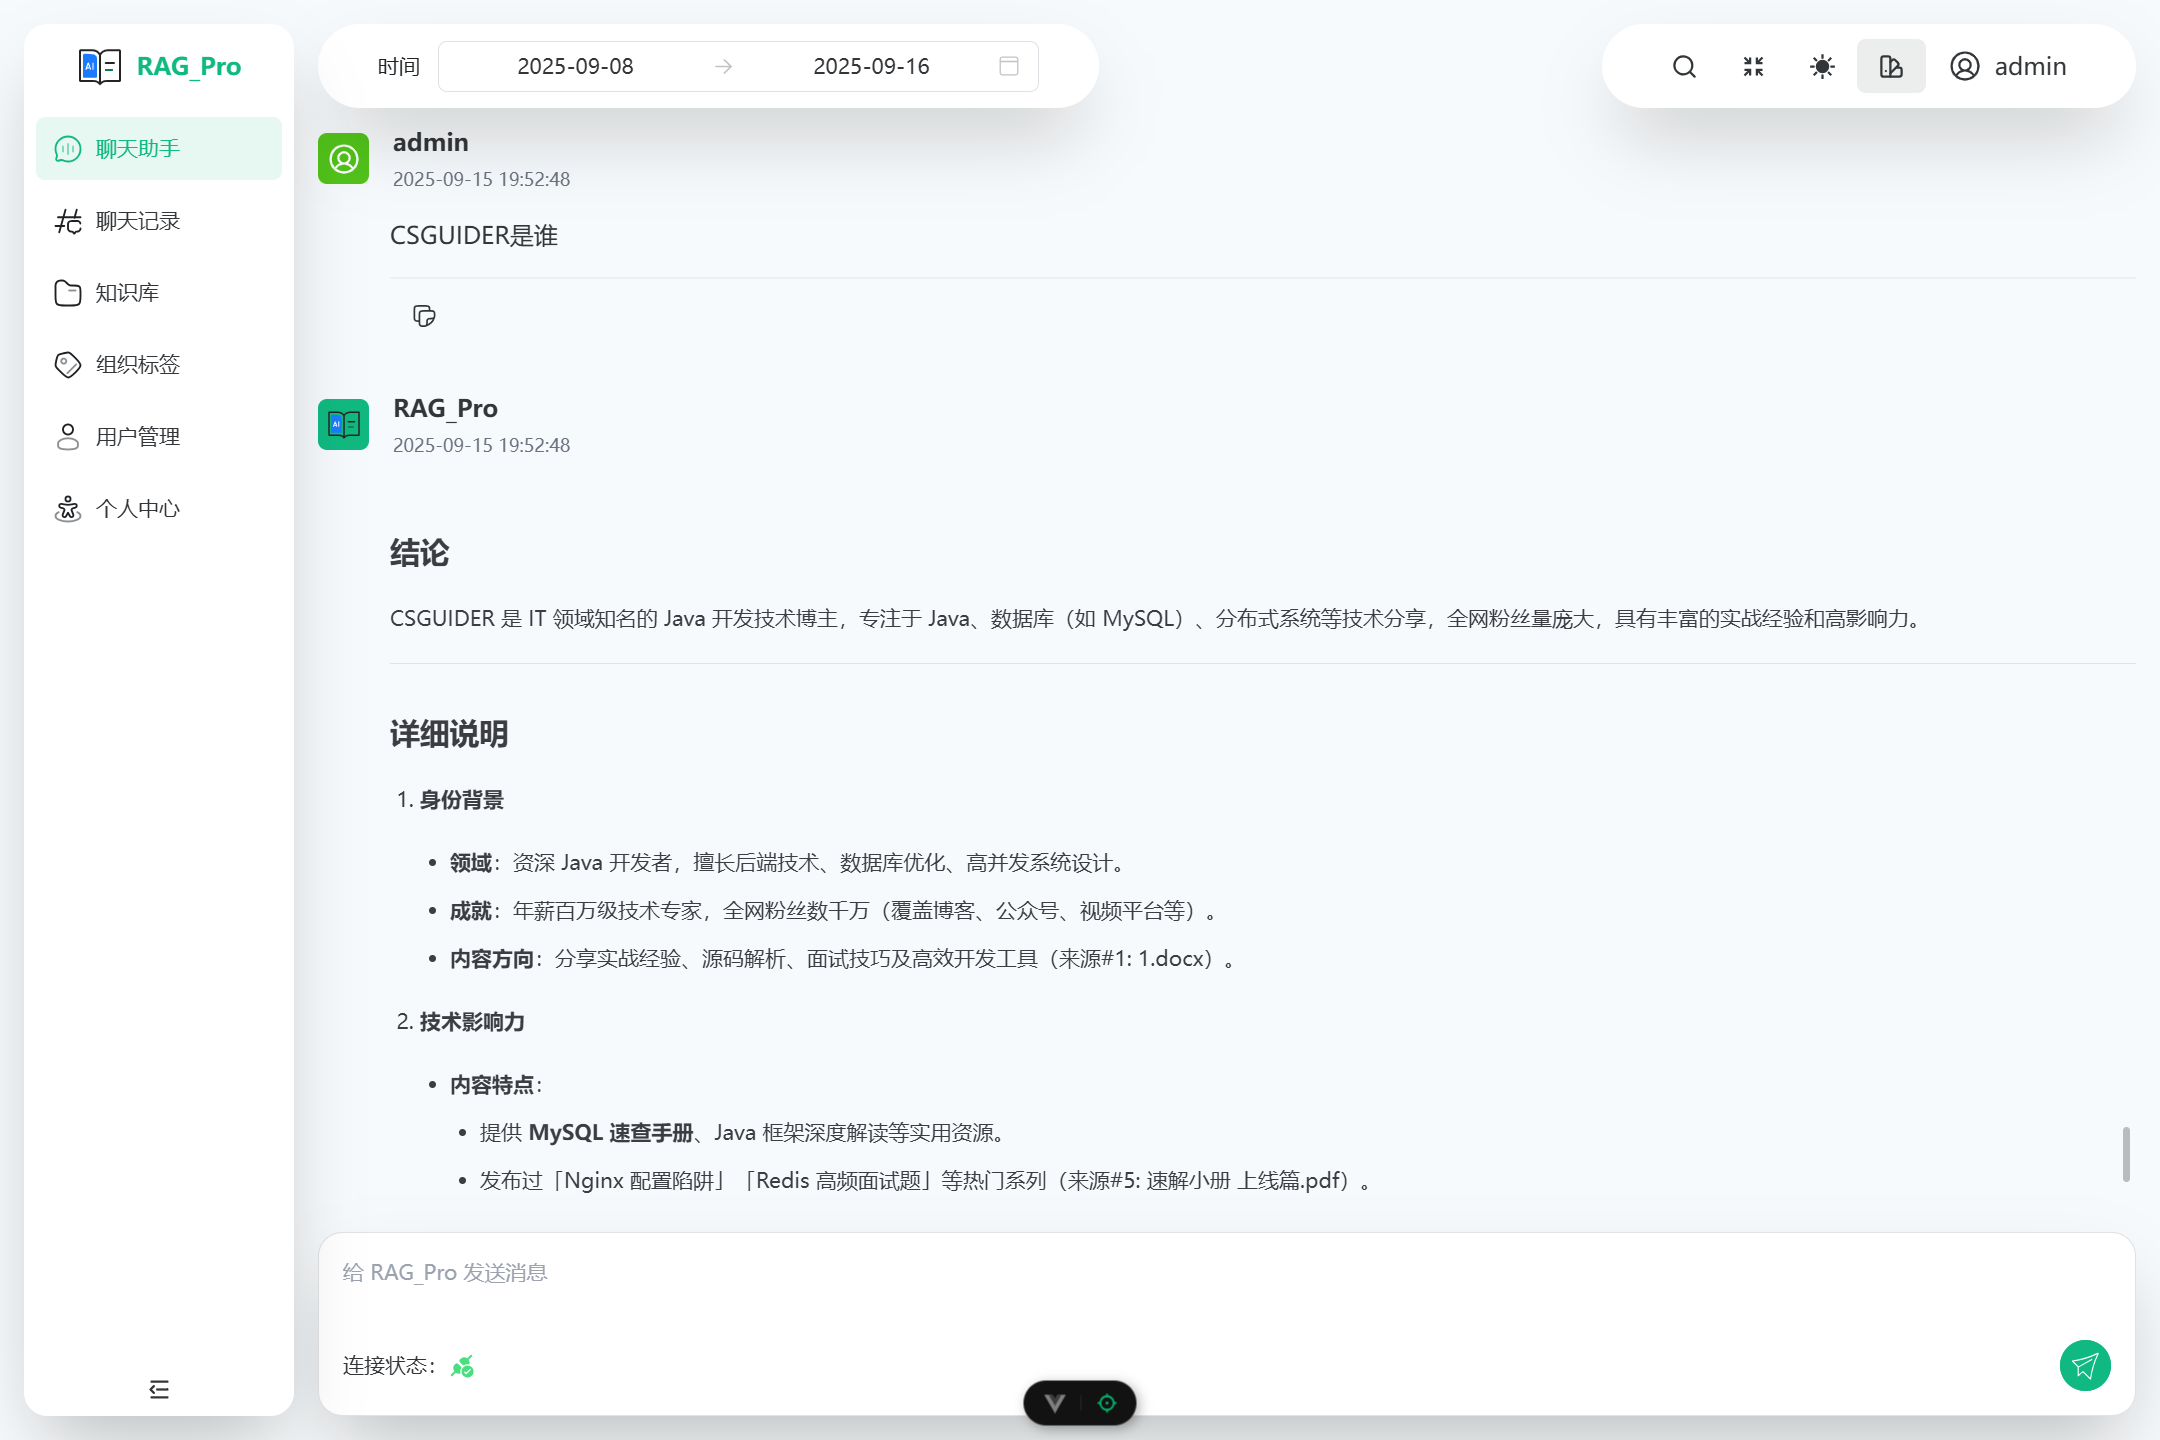 RAG_Pro
聊天助手
聊天记录
知识库
组织标签
用户管理
个人中心
时间 2025-09-08 2025-09-16
admin
admin
2025-09-15 19:52:48
CSGUIDER是谁
RAG_Pro
2025-09-15 19:52:48
结论
CSGUIDER 是 IT 领域知名的 Java 开发技术博主，专注于 Java、数据库（如 MySQL）、分布式系统等技术分享，全网粉丝量庞大，具有丰富的实战经验和高影响力。
详细说明
1. 身份背景
• 领域：资深 Java 开发者，擅长后端技术、数据库优化、高并发系统设计。
• 成就：年薪百万级技术专家，全网粉丝数千万（覆盖博客、公众号、视频平台等）。
• 内容方向：分享实战经验、源码解析、面试技巧及高效开发工具（来源#1: 1.docx）。
2. 技术影响力
• 内容特点：
• 提供 MySQL 速查手册、Java 框架深度解读等实用资源。
• 发布过「Nginx 配置陷阱」「Redis 高频面试题」等热门系列（来源#5: 速解小册 上线篇.pdf）。
给 RAG_Pro 发送消息
连接状态：